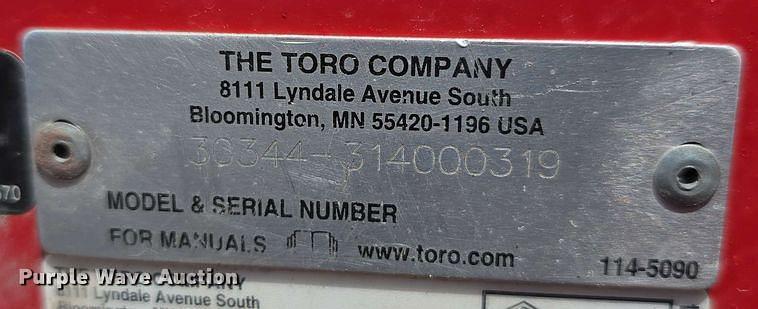 THE TORO COMPANY
8111 Lyndale Avenue South
Bloomington, MN 55420-1196 USA
30344-314000319
MODEL & SERIAL NUMBER
FOR MANUALS www.toro.com
114-5090
670
Purple Wave Auction
8111 Lyndale Avenue South